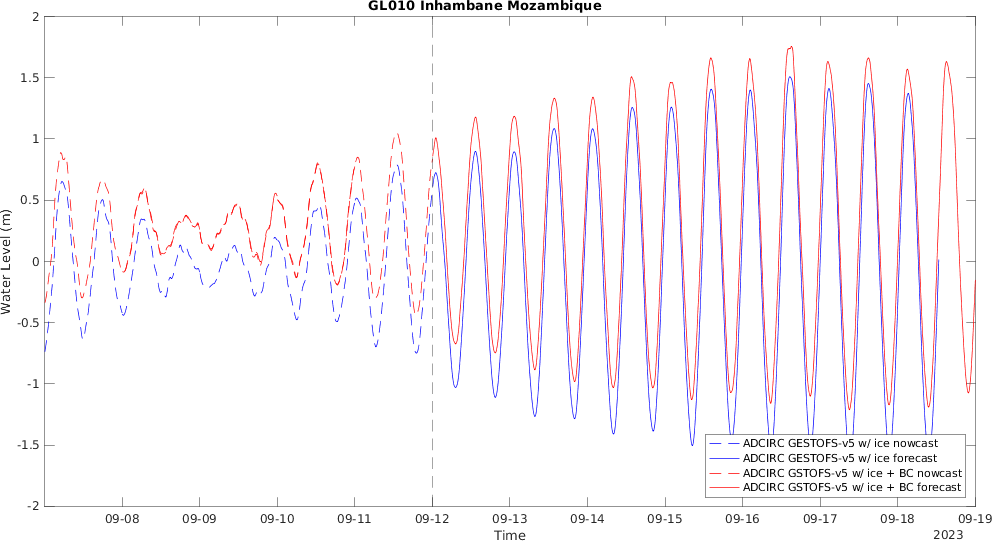 GL010 Inhambane Mozambique
2
1.5
1
0.5
0
-0.5
-1
-1.5
-2
Water Level (m)
ADCIRC GESTOFS-v5 w/ ice nowcast
ADCIRC GESTOFS-v5 w/ ice forecast
ADCIRC GSTOFS-v5 w/ ice + BC nowcast
ADCIRC GSTOFS-v5 w/ ice + BC forecast
09-08 09-09 09-10 09-11 09-12 09-13 09-14 09-15 09-16 09-17 09-18 09-19
Time
2023